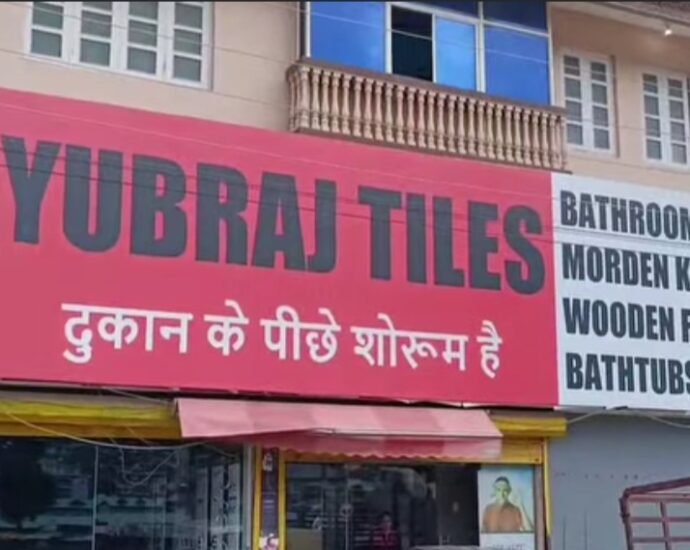 YUBRAJ TILES
दुकान के पीछे शोरूम है
BATHROOM
MORDEN K
WOODEN F
BATHTUBS